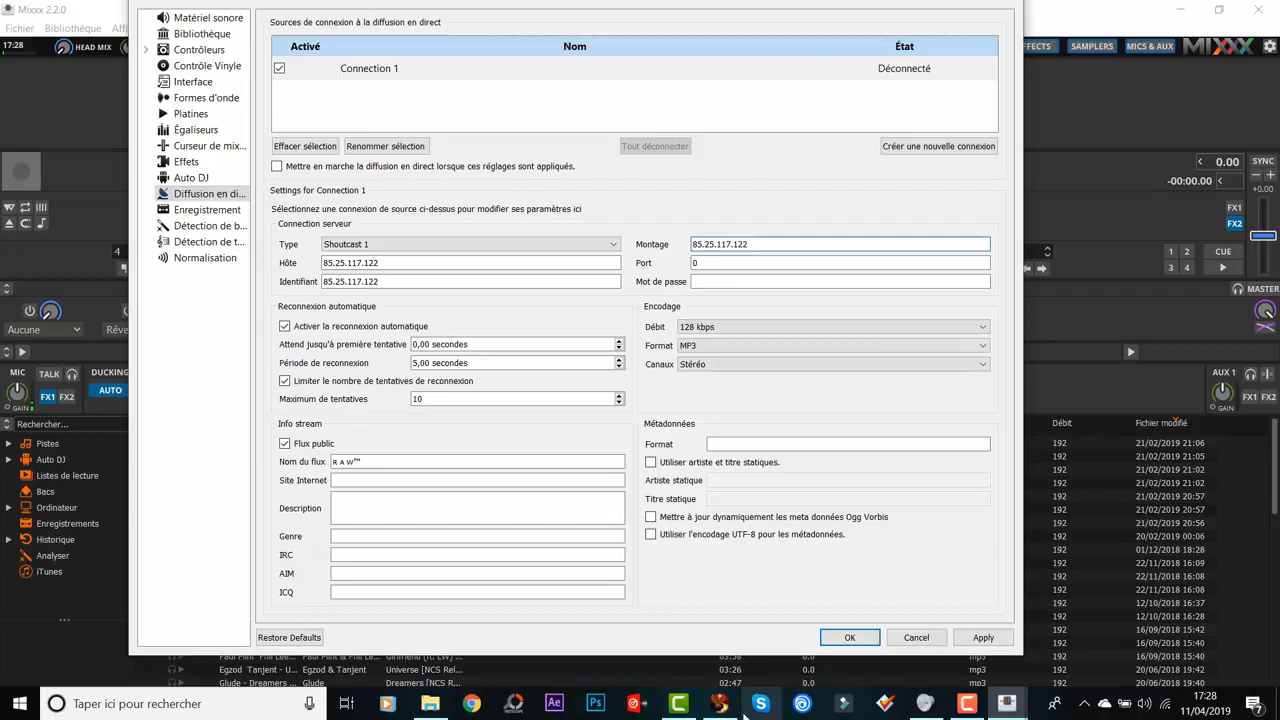 Mixxx 2.2.0
Fichier Bibliothèque
17:28
HEAD MIX
Matériel sonore
Bibliothèque
Contrôleurs
Contrôle Vinyle
Interface
Formes d'onde
Platines
Égaliseurs
Curseur de mix...
Effets
Auto DJ
Diffusion en di...
Enregistrement
Détection de b...
Détection de t...
Normalisation
Sources de connexion à la diffusion en direct
Activé Nom État
Connection 1 Déconnecté
Effacer sélection Renommer sélection Tout déconnecter Créer une nouvelle connexion
Mettre en marche la diffusion en direct lorsque ces réglages sont appliqués.
Settings for Connection 1
Sélectionnez une connexion de source ci-dessus pour modifier ses paramètres ici
Connection serveur
Type Shoutcast 1 Montage 85.25.117.122
Hôte 85.25.117.122 Port 0
Identifiant 85.25.117.122 Mot de passe
Reconnexion automatique
Activer la reconnexion automatique
Attend jusqu'à première tentative 0,00 secondes
Période de reconnexion 5,00 secondes
Limiter le nombre de tentatives de reconnexion
Maximum de tentatives 10
Encodage
Débit 128 kbps
Format MP3
Canaux Stéréo
Info stream
Flux public
Nom du flux ʀ ᴀ ᴡ™
Site Internet
Description
Genre
IRC
AIM
ICQ
Métadonnées
Format
Utiliser artiste et titre statiques.
Artiste statique
Titre statique
Mettre à jour dynamiquement les meta données Ogg Vorbis
Utiliser l'encodage UTF-8 pour les métadonnées.
Restore Defaults OK Cancel Apply
SAMPLERS MICS & AUX MIXXX
0.00 SYNC
-00:00.00
FX1
FX2
CUE
1 2
3 4
MASTER
4
Aucune
MIC TALK DUCKING
FX1 FX2 AUTO
GAIN
AUX 1
FX1 FX2
GAIN
Rechercher...
Pistes
Auto DJ
Listes de lecture
Bacs
Ordinateur
Enregistrements
Historique
Analyser
iTunes
Débit Fichier modifié
192 21/02/2019 21:06
192 21/02/2019 21:05
192 21/02/2019 21:02
192 21/02/2019 21:02
192 21/02/2019 20:57
192 21/02/2019 20:57
192 21/02/2019 20:56
192 20/02/2019 00:06
192 01/12/2018 18:28
192 22/11/2018 16:09
192 22/11/2018 16:08
192 22/11/2018 16:08
192 12/10/2018 16:37
192 07/10/2018 16:28
192 16/09/2018 15:42
192 16/09/2018 15:40
192 16/09/2018 15:40
Egzod Tanjent - U... Universe [NCS Rel... 03:38 0.0 mp3 192 20/06/2018 19:42
Glude - Dreamers ... Dreamers [NCS Rel... 02:47 0.0 mp3
Taper ici pour rechercher
17:28
11/04/2019
7